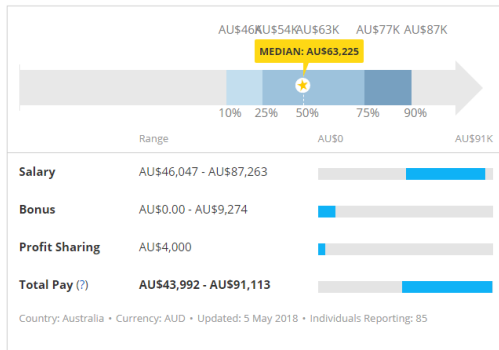 AU$46K AU$54K AU$63K AU$77K AU$87K
MEDIAN: AU$63,225
10% 25% 50% 75% 90%
Range AU$0 AU$91K
Salary AU$46,047 - AU$87,263
Bonus AU$0.00 - AU$9,274
Profit Sharing AU$4,000
Total Pay (?) AU$43,992 - AU$91,113
Country: Australia • Currency: AUD • Updated: 5 May 2018 • Individuals Reporting: 85